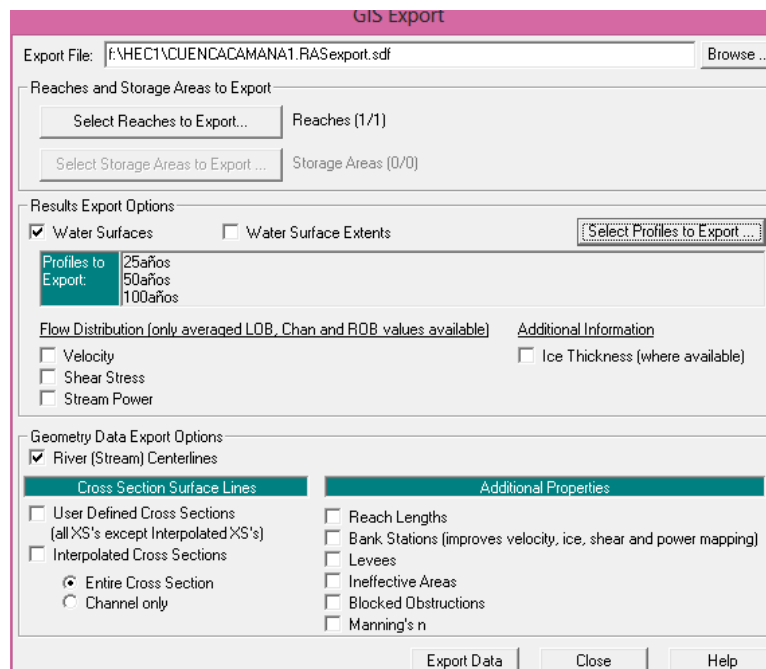 GIS Export
Export File: f:\HEC1\CUENCACAMANA1.RASexport.sdf Browse ..
Reaches and Storage Areas to Export
Select Reaches to Export... Reaches (1/1)
Select Storage Areas to Export ... Storage Areas (0/0)
Results Export Options
Water Surfaces Water Surface Extents Select Profiles to Export ...
Profiles to Export: 25años
50años
100años
Flow Distribution (only averaged LOB, Chan and ROB values available) Additional Information
Velocity Ice Thickness (where available)
Shear Stress
Stream Power
Geometry Data Export Options
River (Stream) Centerlines
Cross Section Surface Lines Additional Properties
User Defined Cross Sections Reach Lengths
(all XS's except Interpolated XS's) Bank Stations (improves velocity, ice, shear and power mapping)
Interpolated Cross Sections Levees
Entire Cross Section Ineffective Areas
Channel only Blocked Obstructions
Manning's n
Export Data Close Help